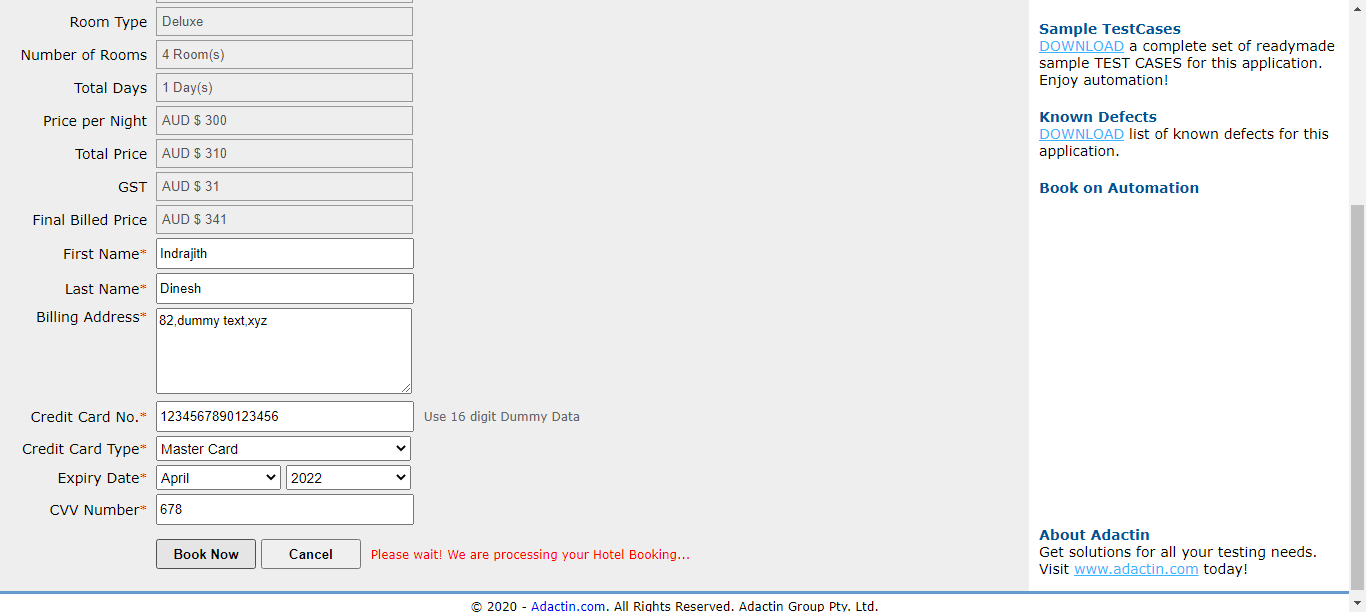 Room Type Deluxe
Number of Rooms 4 Room(s)
Total Days 1 Day(s)
Price per Night AUD $ 300
Total Price AUD $ 310
GST AUD $ 31
Final Billed Price AUD $ 341
First Name* Indrajith
Last Name* Dinesh
Billing Address* 82,dummy text,xyz
Credit Card No.* 1234567890123456 Use 16 digit Dummy Data
Credit Card Type* Master Card
Expiry Date* April 2022
CVV Number* 678
Book Now Cancel Please wait! We are processing your Hotel Booking...
Sample TestCases
DOWNLOAD a complete set of readymade
sample TEST CASES for this application.
Enjoy automation!
Known Defects
DOWNLOAD list of known defects for this
application.
Book on Automation
About Adactin
Get solutions for all your testing needs.
Visit www.adactin.com today!
© 2020 - Adactin.com. All Rights Reserved. Adactin Group Pty. Ltd.